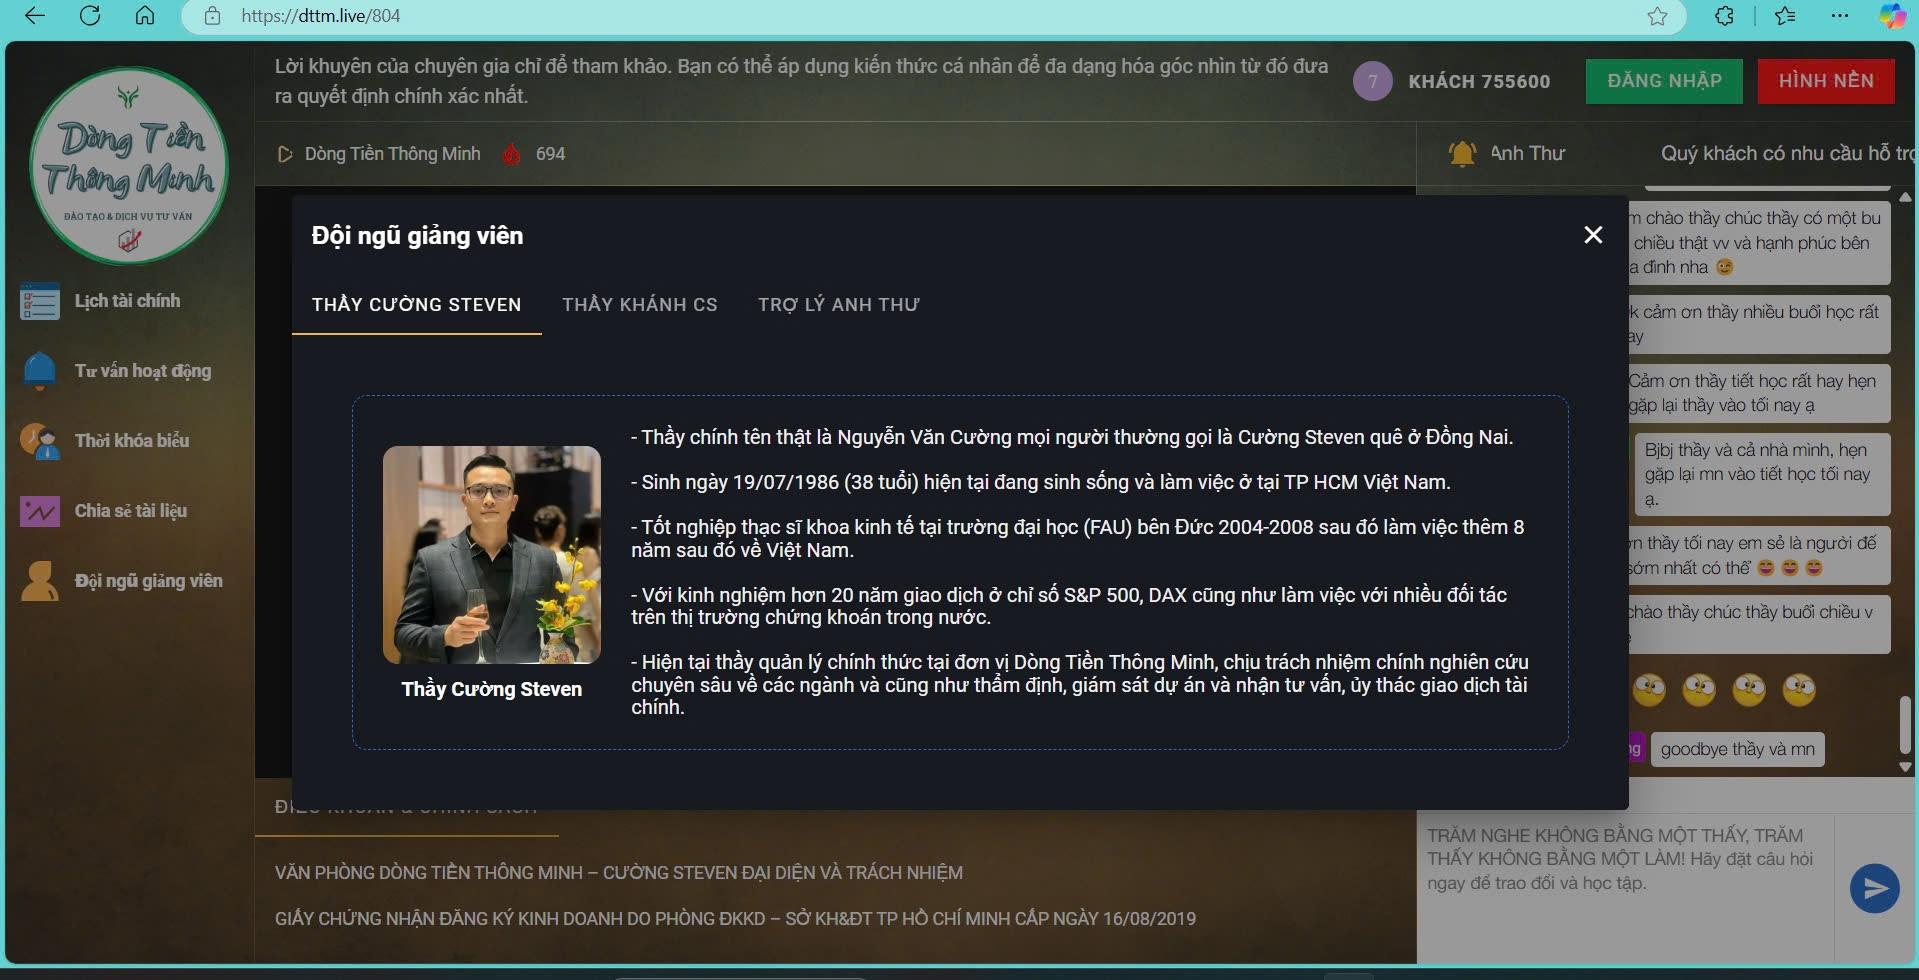 https://dttm.live/804
Lời khuyên của chuyên gia chỉ để tham khảo. Bạn có thể áp dụng kiến thức cá nhân để đa dạng hóa góc nhìn từ đó đưa
ra quyết định chính xác nhất.
7
KHÁCH 755600
ĐĂNG NHẬP
HÌNH NỀN
Dòng Tiền
Thông Minh
ĐÀO TẠO & DỊCH VỤ TƯ VẤN
Dòng Tiền Thông Minh
694
Anh Thư
Quý khách có nhu cầu hỗ trợ
Lịch tài chính
Tư vấn hoạt động
Thời khóa biểu
Chia sẻ tài liệu
Đội ngũ giảng viên
Đội ngũ giảng viên
THẦY CƯỜNG STEVEN
THẦY KHÁNH CS
TRỢ LÝ ANH THƯ
- Thầy chính tên thật là Nguyễn Văn Cường mọi người thường gọi là Cường Steven quê ở Đồng Nai.
- Sinh ngày 19/07/1986 (38 tuổi) hiện tại đang sinh sống và làm việc ở tại TP HCM Việt Nam.
- Tốt nghiệp thạc sĩ khoa kinh tế tại trường đại học (FAU) bên Đức 2004-2008 sau đó làm việc thêm 8
năm sau đó về Việt Nam.
- Với kinh nghiệm hơn 20 năm giao dịch ở chỉ số S&P 500, DAX cũng như làm việc với nhiều đối tác
trên thị trường chứng khoán trong nước.
- Hiện tại thầy quản lý chính thức tại đơn vị Dòng Tiền Thông Minh, chịu trách nhiệm chính nghiên cứu
chuyên sâu về các ngành và cũng như thẩm định, giám sát dự án và nhận tư vấn, ủy thác giao dịch tài
chính.
Thầy Cường Steven
chào thầy chúc thầy có một bu
chiều thật vv và hạnh phúc bên
đình nha
cảm ơn thầy nhiều buổi học rất
Cảm ơn thầy tiết học rất hay hẹn
gặp lại thầy vào tối nay ạ
Bjbj thầy và cả nhà mình, hẹn
gặp lại mn vào tiết học tối nay
ạ.
thầy tối nay em sẻ là người đế
sớm nhất có thể
chào thầy chúc thầy buổi chiều v
goodbye thầy và mn
VĂN PHÒNG DÒNG TIỀN THÔNG MINH – CƯỜNG STEVEN ĐẠI DIỆN VÀ TRÁCH NHIỆM
GIẤY CHỨNG NHẬN ĐĂNG KÝ KINH DOANH DO PHÒNG ĐKKD – SỞ KH&ĐT TP HỒ CHÍ MINH CẤP NGÀY 16/08/2019
TRĂM NGHE KHÔNG BẰNG MỘT THẤY, TRĂM
THẤY KHÔNG BẰNG MỘT LÀM! Hãy đặt câu hỏi
ngay để trao đổi và học tập.